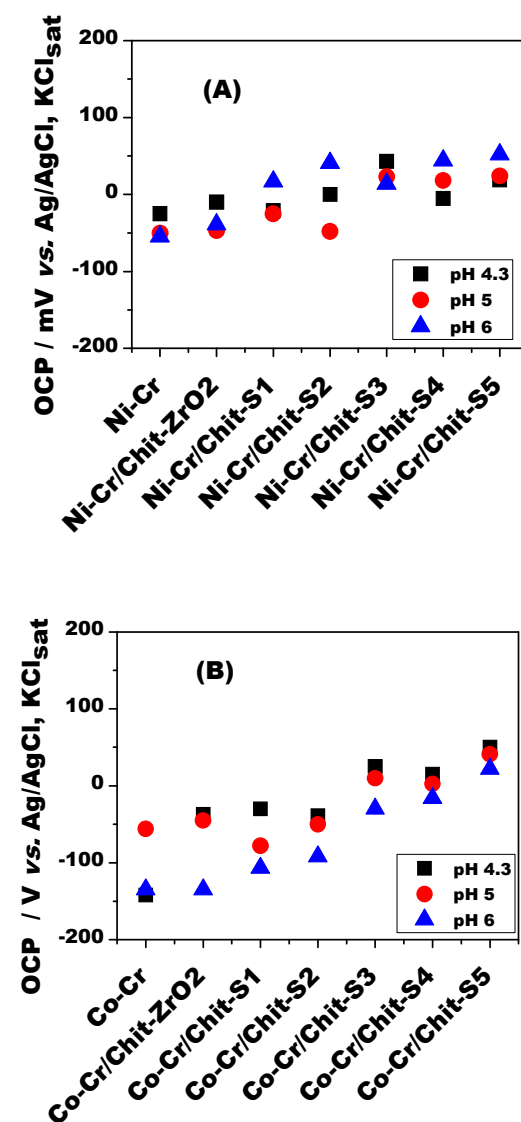 200
(A)
100
0
-100
-200
OCP / mV vs. Ag/AgCl, KCl_sat
pH 4.3
pH 5
pH 6
Ni-Cr
Ni-Cr/Chit-ZrO2
Ni-Cr/Chit-S1
Ni-Cr/Chit-S2
Ni-Cr/Chit-S3
Ni-Cr/Chit-S4
Ni-Cr/Chit-S5
200
(B)
100
0
-100
-200
OCP / V vs. Ag/AgCl, KCl_sat
pH 4.3
pH 5
pH 6
Co-Cr
Co-Cr/Chit-ZrO2
Co-Cr/Chit-S1
Co-Cr/Chit-S2
Co-Cr/Chit-S3
Co-Cr/Chit-S4
Co-Cr/Chit-S5